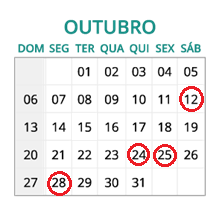 OUTUBRO
DOM SEG TER QUA QUI SEX SÁB
01 02 03 04 05
06 07 08 09 10 11 12
13 14 15 16 17 18 19
20 21 22 23 24 25 26
27 28 29 30 31